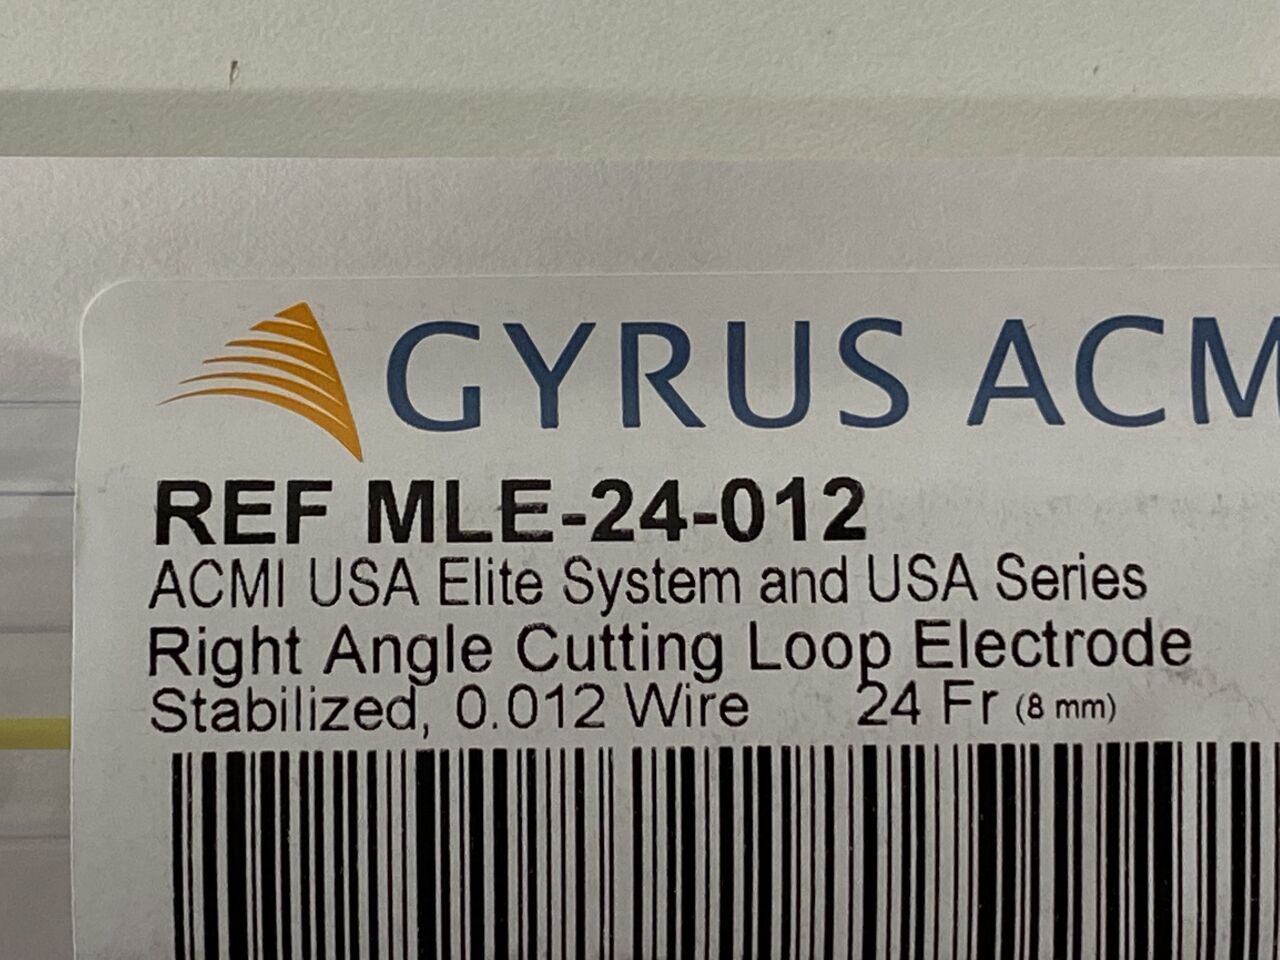 GYRUS ACM
REF MLE-24-012
ACMI USA Elite System and USA Series
Right Angle Cutting Loop Electrode
Stabilized, 0.012 Wire 24 Fr (8 mm)